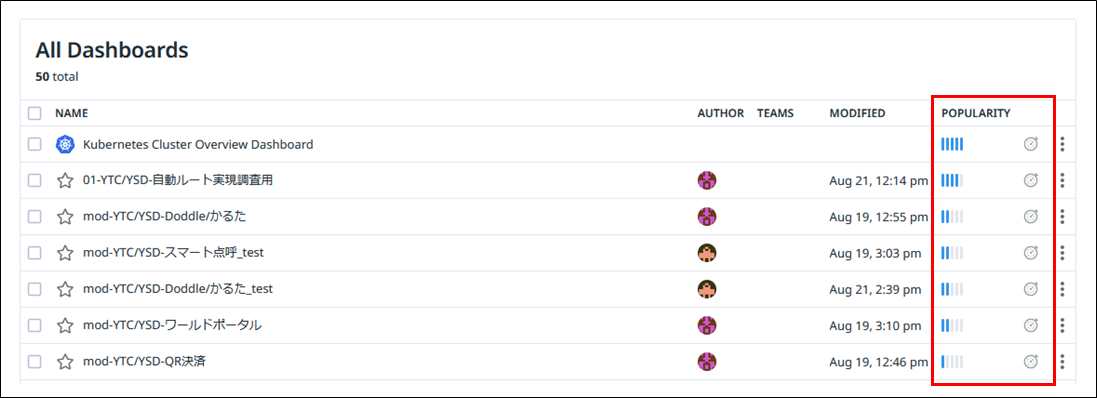 All Dashboards
50 total
NAME AUTHOR TEAMS MODIFIED POPULARITY
Kubernetes Cluster Overview Dashboard
01-YTC/YSD-自動ルート実現調査用 Aug 21, 12:14 pm
mod-YTC/YSD-Doddle/かるた Aug 19, 12:55 pm
mod-YTC/YSD-スマート点呼_test Aug 19, 3:03 pm
mod-YTC/YSD-Doddle/かるた_test Aug 21, 2:39 pm
mod-YTC/YSD-ワールドポータル Aug 19, 3:10 pm
mod-YTC/YSD-QR決済 Aug 19, 12:46 pm